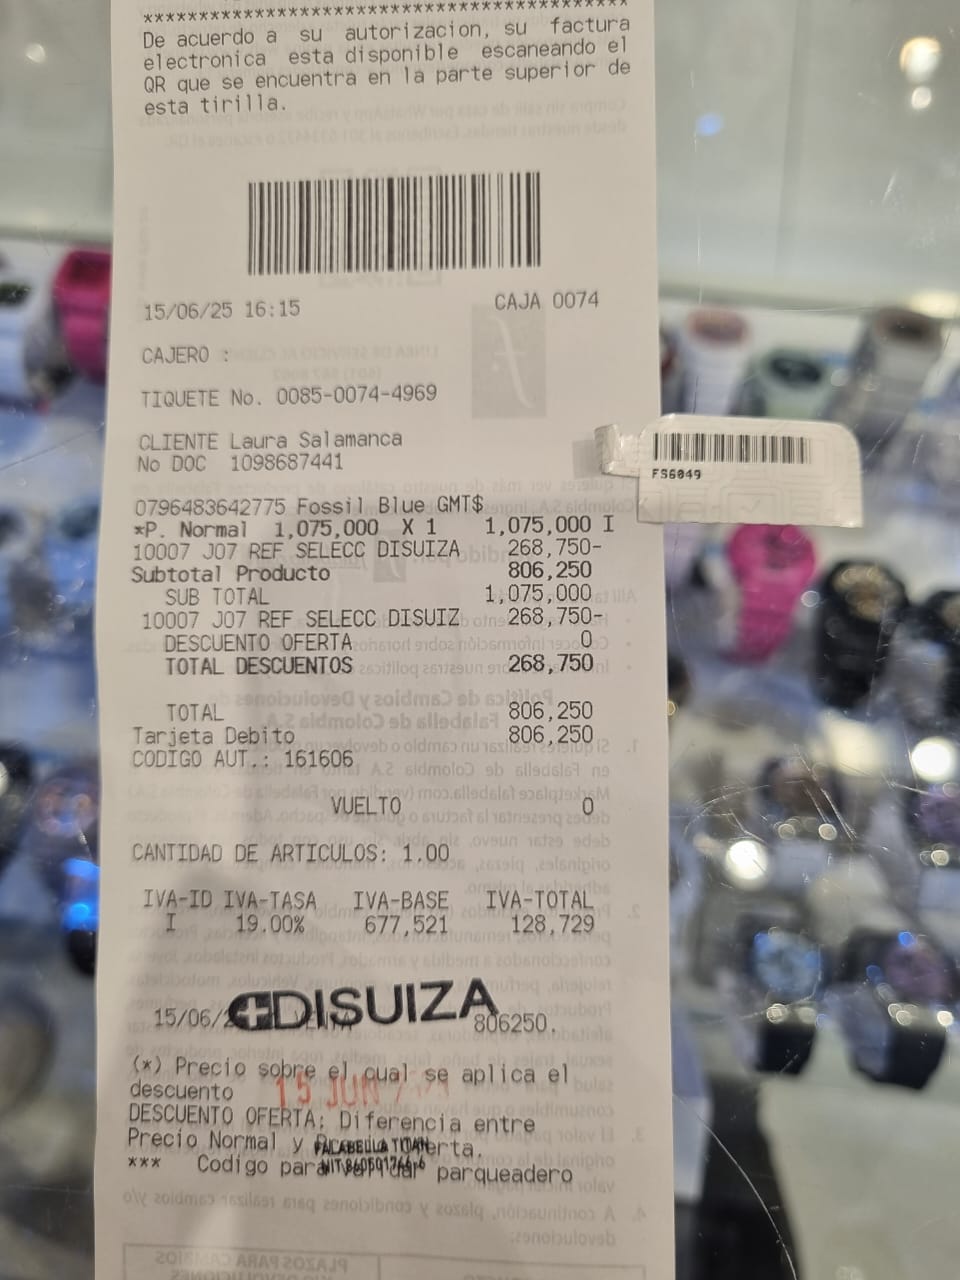 ******************************************
De acuerdo a su autorizacion, su factura
electronica esta disponible escaneando el
QR que se encuentra en la parte superior de
esta tirilla.
15/06/25 16:15 CAJA 0074
CAJERO :
TIQUETE No. 0085-0074-4969
CLIENTE Laura Salamanca
No DOC 1098687441
FS6049
0796483642775 Fossil Blue GMT$
*P. Normal 1,075,000 X 1 1,075,000 I
10007 J07 REF SELECC DISUIZA 268,750-
Subtotal Producto 806,250
SUB TOTAL 1,075,000
10007 J07 REF SELECC DISUIZ 268,750-
DESCUENTO OFERTA 0
TOTAL DESCUENTOS 268,750
TOTAL 806,250
Tarjeta Debito 806,250
CODIGO AUT.: 161606
VUELTO 0
CANTIDAD DE ARTICULOS: 1.00
IVA-ID IVA-TASA IVA-BASE IVA-TOTAL
I 19.00% 677,521 128,729
DISUIZA
15/06/2 806250.
(*) Precio sobre el cual se aplica el
descuento
15 JUN
DESCUENTO OFERTA: Diferencia entre
Precio Normal y
FALABELLA TITAN
*** Codigo para parqueadero